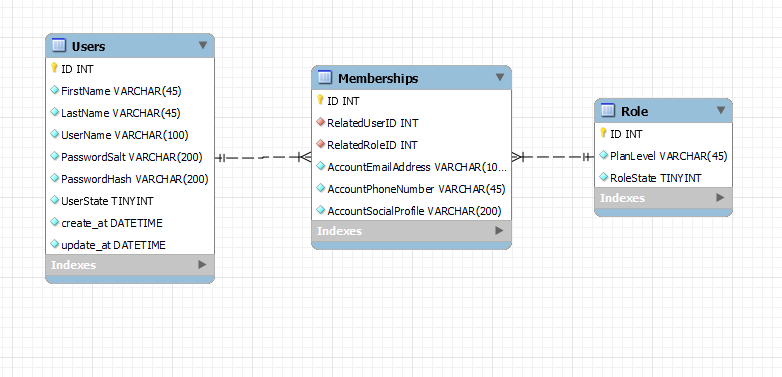 Users
ID INT
FirstName VARCHAR(45)
LastName VARCHAR(45)
UserName VARCHAR(100)
PasswordSalt VARCHAR(200)
PasswordHash VARCHAR(200)
UserState TINYINT
create_at DATETIME
update_at DATETIME
Indexes
Memberships
ID INT
RelatedUserID INT
RelatedRoleID INT
AccountEmailAddress VARCHAR(10...
AccountPhoneNumber VARCHAR(45)
AccountSocialProfile VARCHAR(200)
Indexes
Role
ID INT
PlanLevel VARCHAR(45)
RoleState TINYINT
Indexes